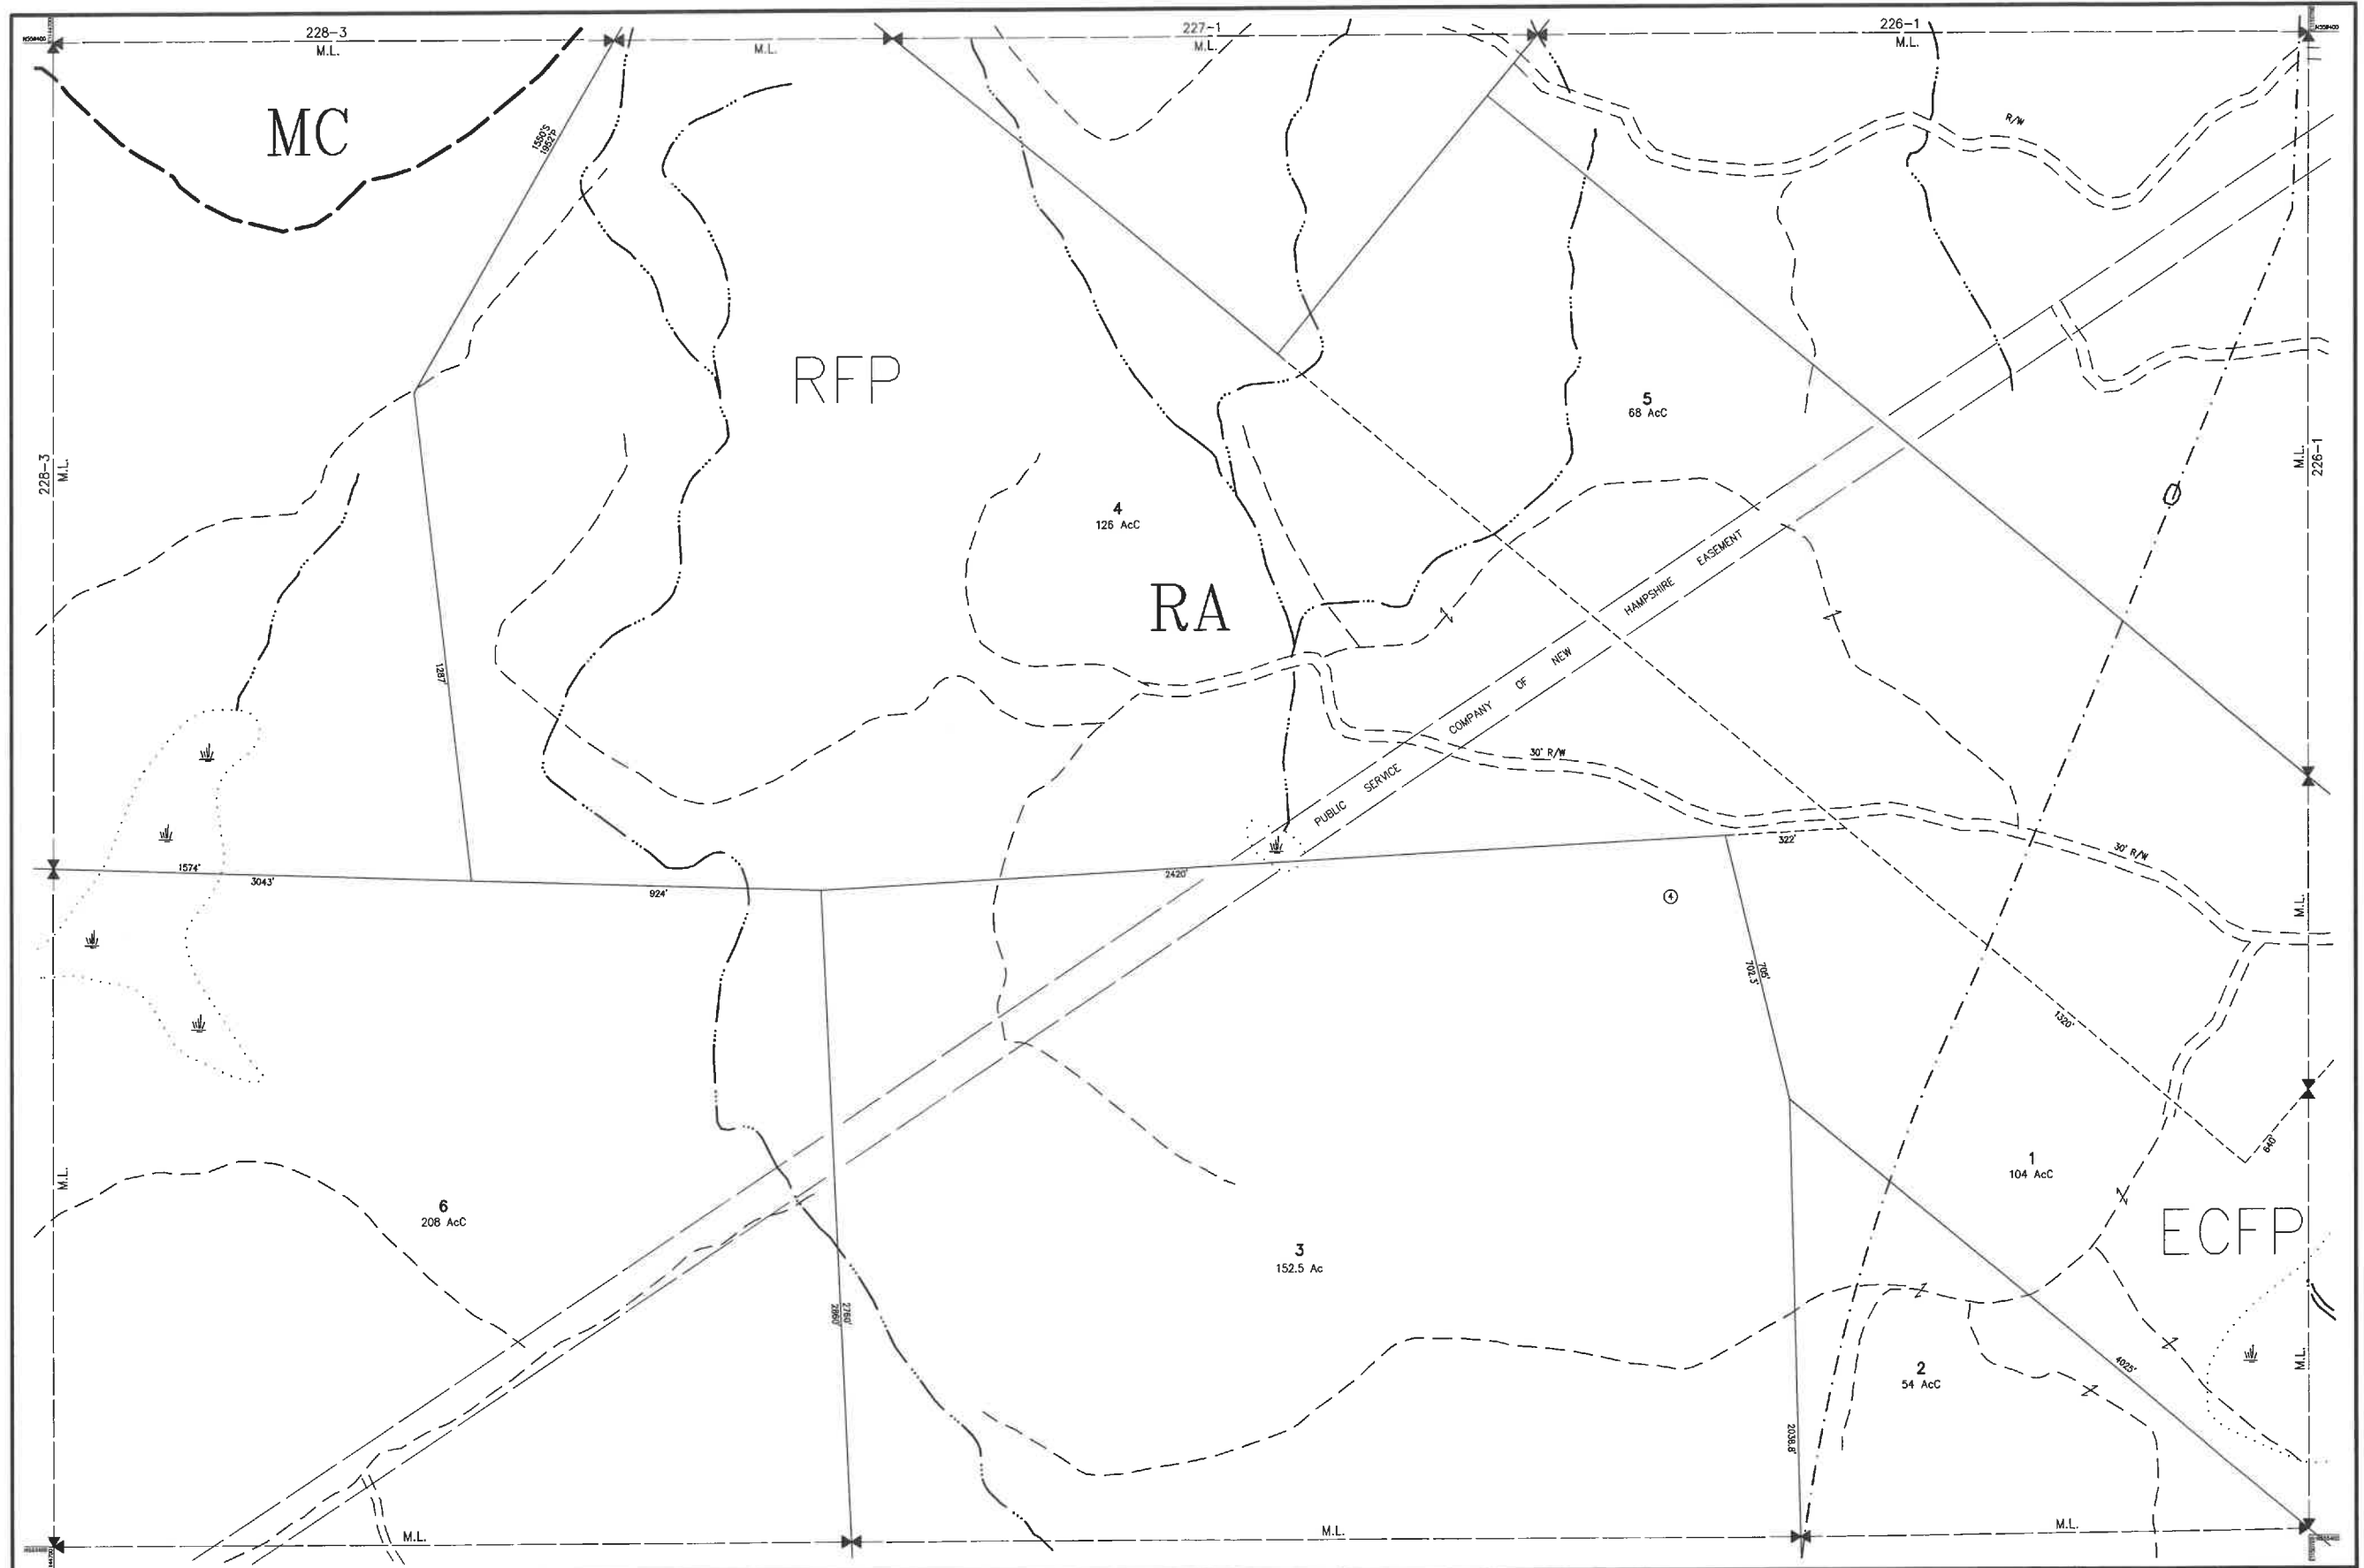 228-3
M.L.
M.L.
227-1
M.L.
226-1
M.L.
MC
1550'S
1952'P
R/W
RFP
5
68 AcC
228-3
M.L.
M.L.
226-1
4
126 AcC
RA
PUBLIC SERVICE COMPANY OF NEW HAMPSHIRE EASEMENT
1287'
30' R/W
322'
30' R/W
1574'
3043'
924'
2420'
4
M.L.
702.5'
1320'
640'
M.L.
1
104 AcC
6
208 AcC
ECFP
3
152.5 Ac
2760'
2860'
M.L.
2
54 AcC
4025'
2038.8'
M.L.
M.L.
M.L.